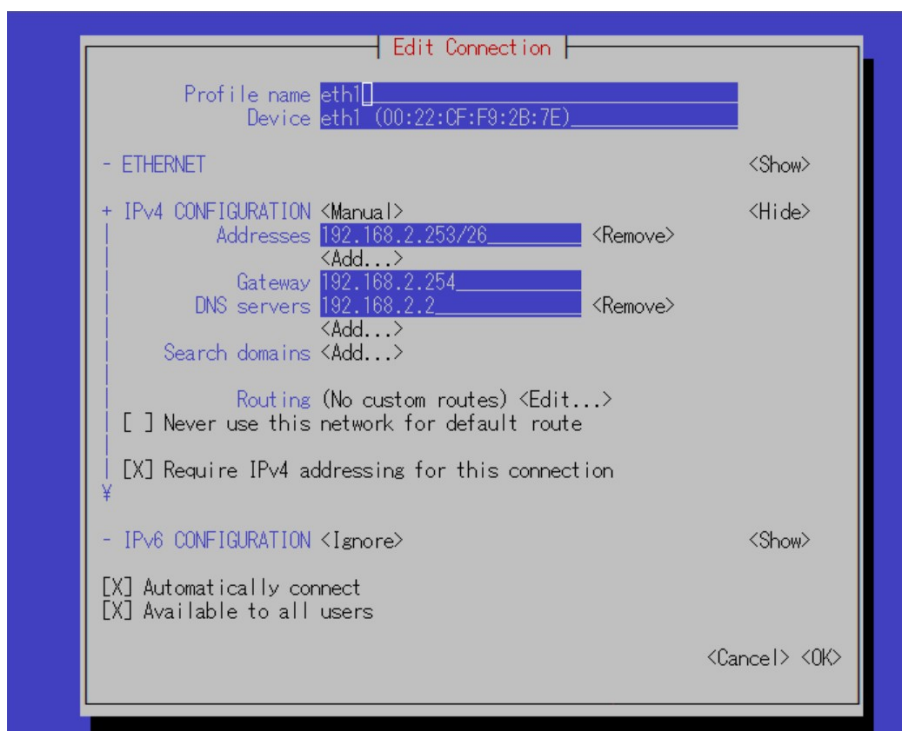 Edit Connection
Profile name eth1
Device eth1 (00:22:CF:F9:2B:7E)
- ETHERNET <Show>
+ IPv4 CONFIGURATION <Manual> <Hide>
Addresses 192.168.2.253/26 <Remove>
<Add...>
Gateway 192.168.2.254
DNS servers 192.168.2.2 <Remove>
<Add...>
Search domains <Add...>
Routing (No custom routes) <Edit...>
[ ] Never use this network for default route
[X] Require IPv4 addressing for this connection
¥
- IPv6 CONFIGURATION <Ignore> <Show>
[X] Automatically connect
[X] Available to all users
<Cancel> <OK>